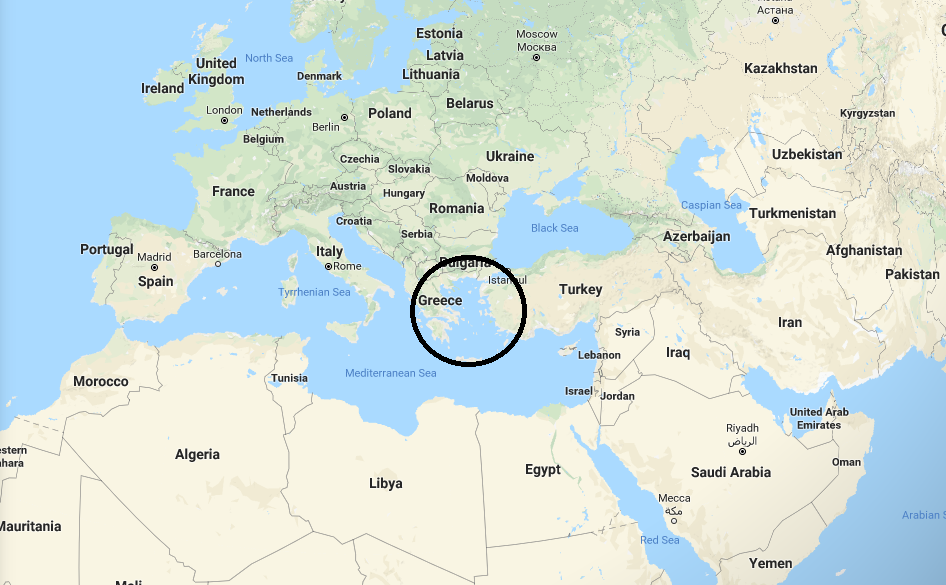 Астана
Estonia
Moscow
Москва
North Sea
Latvia
United
Kingdom
Kazakhstan
Denmark
Lithuania
Ireland
Belarus
London
Netherlands
Poland
Kyrgyzstan
Berlin
Belgium
Uzbekistan
Czechia
Ukraine
Slovakia
Moldova
Austria
France
Hungary
Romania
Caspian Sea
Turkmenistan
Croatia
Black Sea
Serbia
Azerbaijan
Portugal
Barcelona
Italy
Afghanistan
Madrid
Rome
Bulgaria
Pakistan
Spain
Istanbul
Tyrrhenian Sea
Greece
Turkey
Iran
Syria
Iraq
Lebanon
Mediterranean Sea
Tunisia
Morocco
Israel
Jordan
United Arab
Emirates
Riyadh
الرياض
Algeria
Oman
Egypt
Saudi Arabia
Libya
Mecca
مكة
Arabian S
Mauritania
Red Sea
Yemen